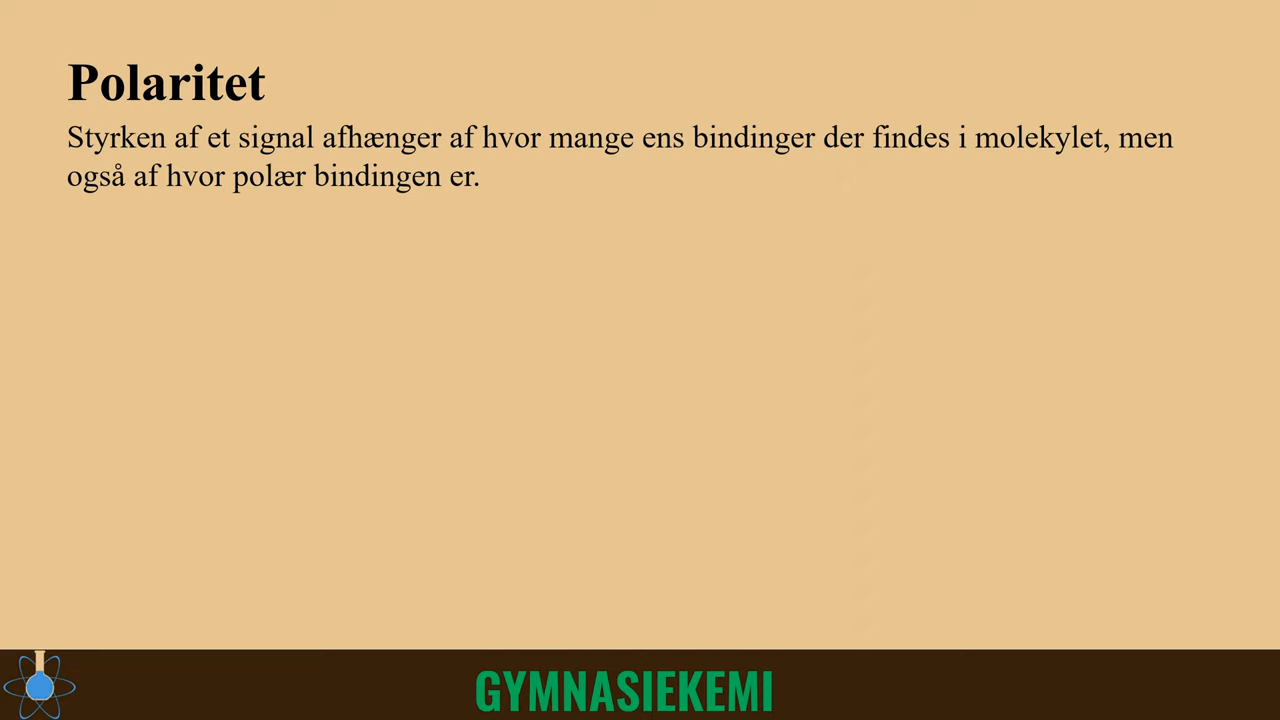 Polaritet
Styrken af et signal afhænger af hvor mange ens bindinger der findes i molekylet, men
også af hvor polær bindingen er.
GYMNASIEKEMI